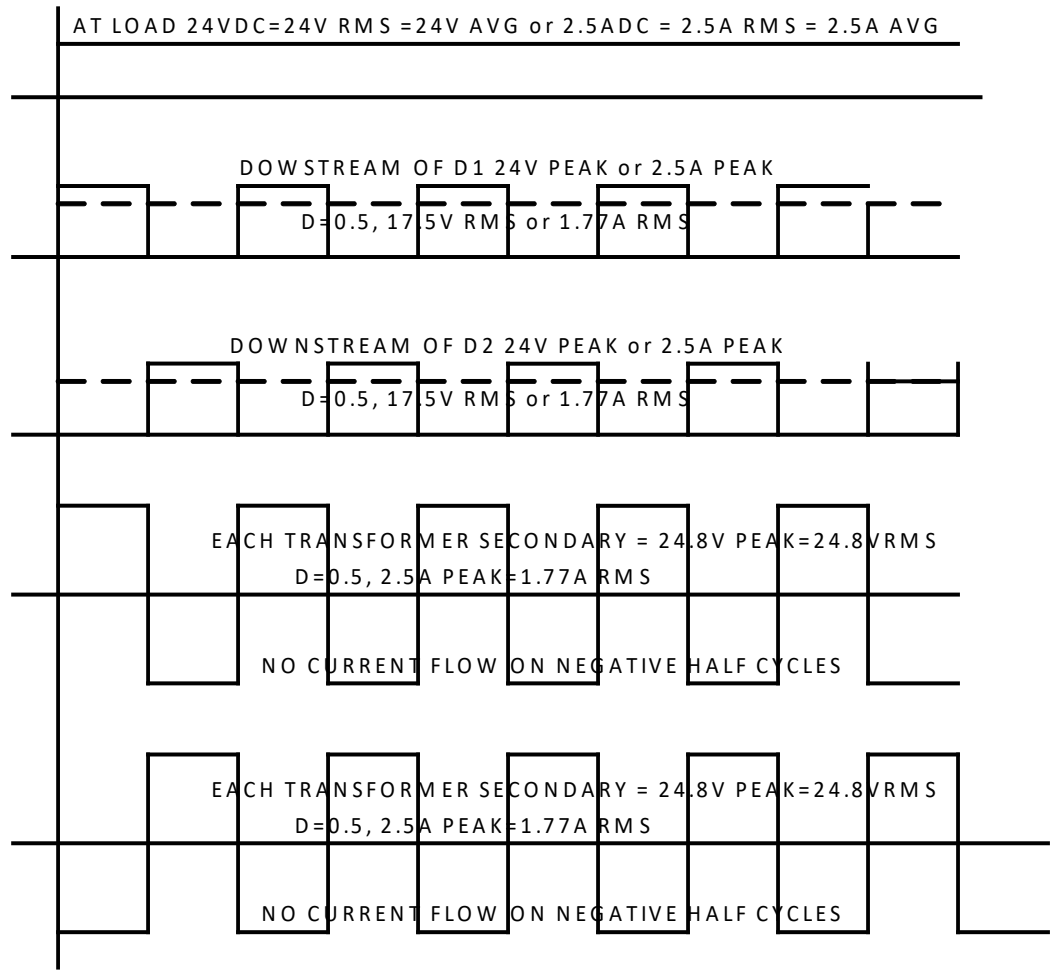 AT LOAD 24VDC=24V RMS =24V AVG or 2.5ADC = 2.5A RMS = 2.5A AVG
DOWSTREAM OF D1 24V PEAK or 2.5A PEAK
D=0.5, 17.5V RMS or 1.77A RMS
DOWNSTREAM OF D2 24V PEAK or 2.5A PEAK
D=0.5, 17.5V RMS or 1.77A RMS
EACH TRANSFORMER SECONDARY = 24.8V PEAK=24.8VRMS
D=0.5, 2.5A PEAK=1.77A RMS
NO CURRENT FLOW ON NEGATIVE HALF CYCLES
EACH TRANSFORMER SECONDARY = 24.8V PEAK=24.8VRMS
D=0.5, 2.5A PEAK=1.77A RMS
NO CURRENT FLOW ON NEGATIVE HALF CYCLES